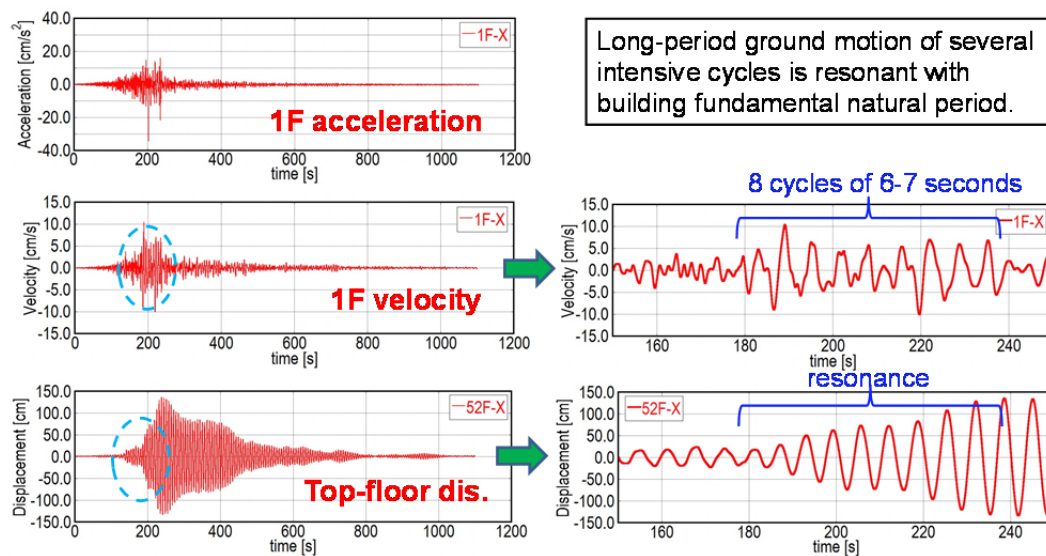 40.0
20.0
0.0
-20.0
40.0
Acceleration [cm/s²]
1F-X
1F acceleration
0 200 400 600 800 1000 1200
time [s]
Long-period ground motion of several
intensive cycles is resonant with
building fundamental natural period.
15.0
10.0
5.0
0.0
-5.0
-10.0
-15.0
Velocity [cm/s]
1F-X
1F velocity
0 200 400 600 800 1000 1200
time [s]
8 cycles of 6-7 seconds
15.0
10.0
5.0
0.0
-5.0
-10.0
-15.0
Velocity [cm/s]
1F-X
160 180 200 220 240
time [s]
150.0
100.0
50.0
0.0
-50.0
-100.0
-150.0
Displacement [cm]
52F-X
Top-floor dis.
0 200 400 600 800 1000 1200
time [s]
resonance
150.0
100.0
50.0
0.0
-50.0
-100.0
-150.0
Displacement [cm]
52F-X
160 180 200 220 240
time [s]